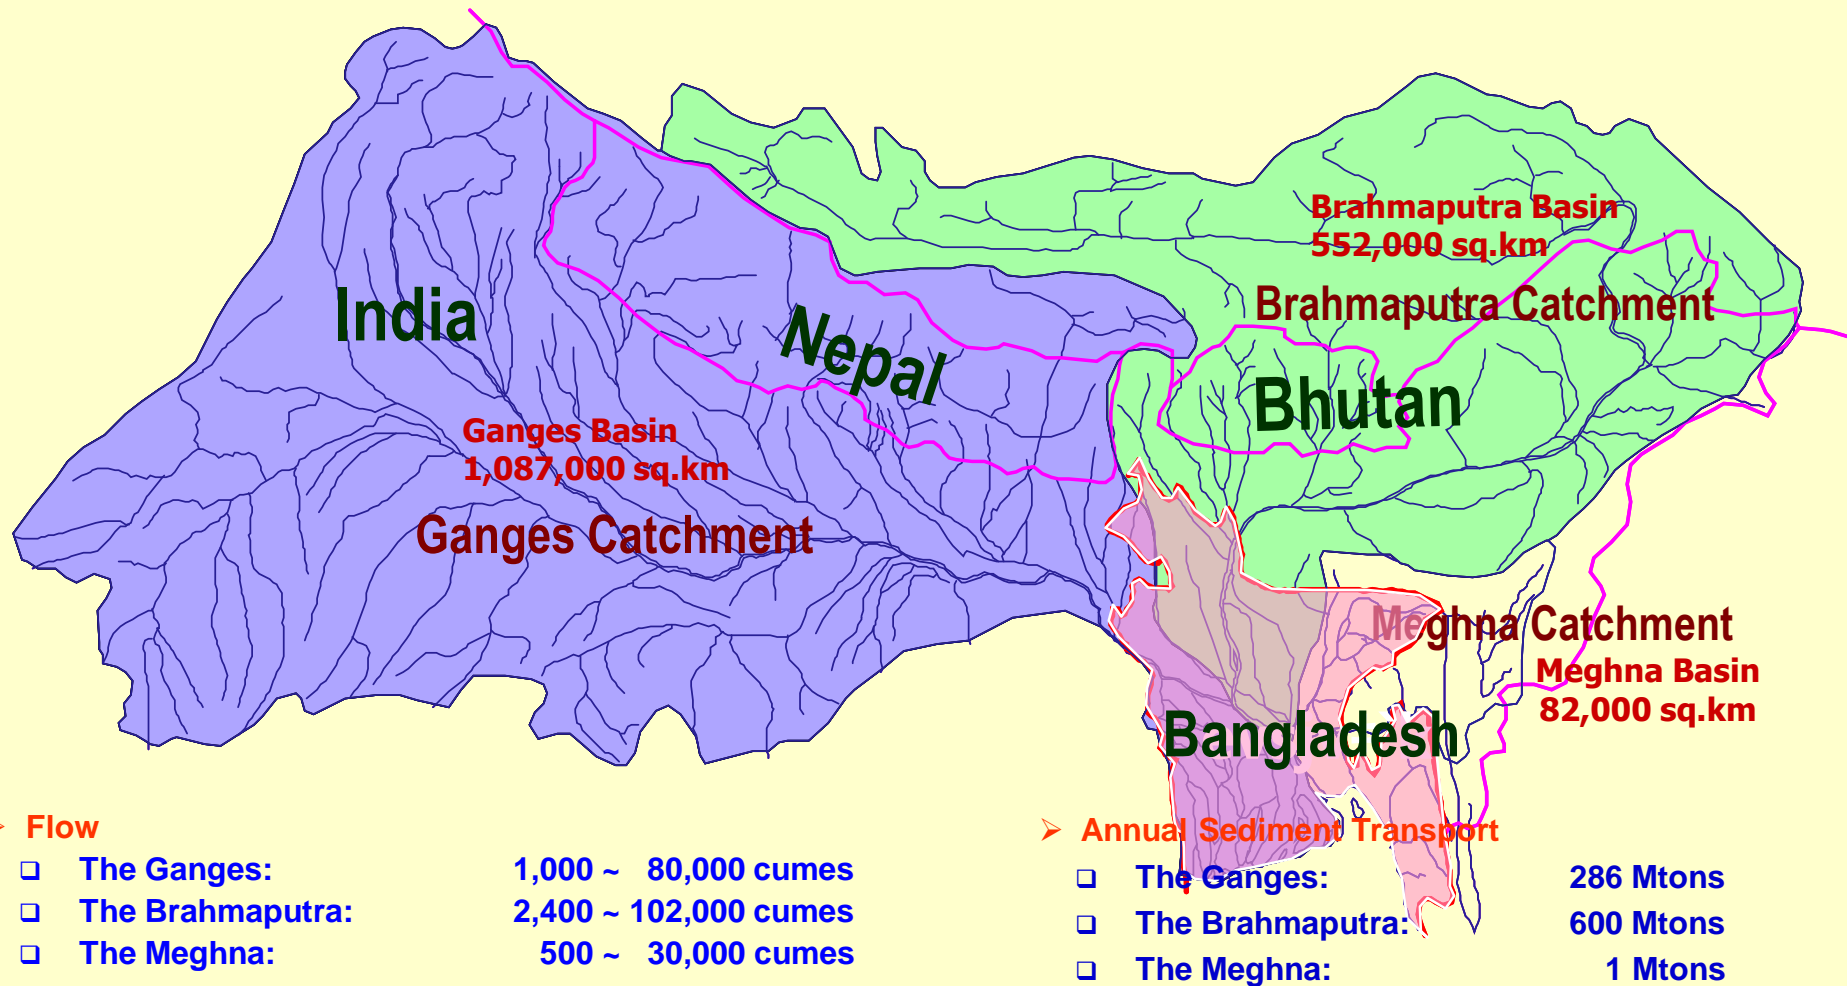 Brahmaputra Basin
552,000 sq.km
Brahmaputra Catchment
India
Nepal
Bhutan
Ganges Basin
1,087,000 sq.km
Ganges Catchment
Meghna Catchment
Meghna Basin
82,000 sq.km
Bangladesh
➢ Flow
❑ The Ganges: 1,000 ~ 80,000 cumes
❑ The Brahmaputra: 2,400 ~ 102,000 cumes
❑ The Meghna: 500 ~ 30,000 cumes
➢ Annual Sediment Transport
❑ The Ganges: 286 Mtons
❑ The Brahmaputra: 600 Mtons
❑ The Meghna: 1 Mtons